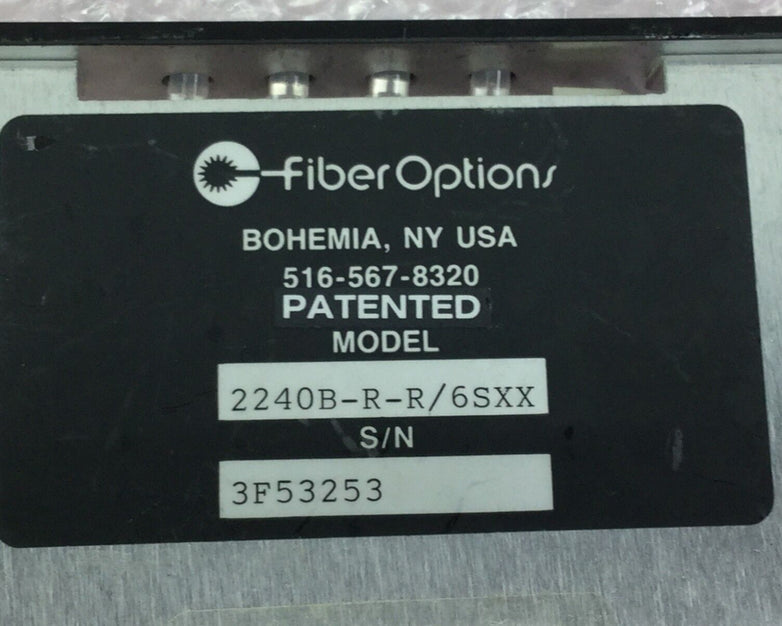 fiberOptions
BOHEMIA, NY USA
516-567-8320
PATENTED
MODEL
2240B-R-R/6SXX
S/N
3F53253